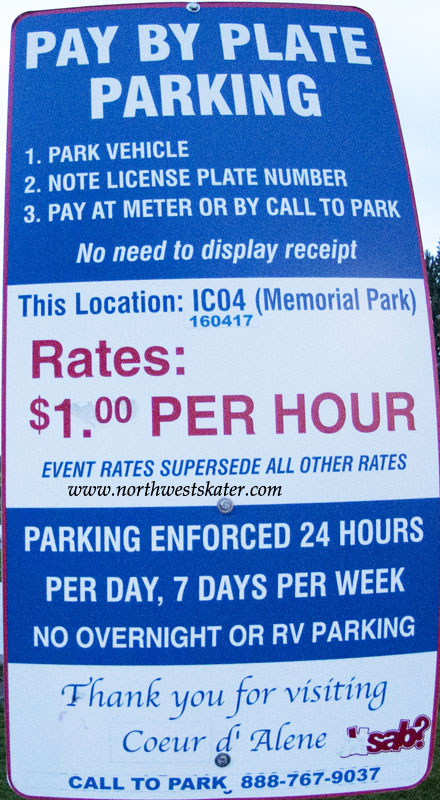 PAY BY PLATE
PARKING
1. PARK VEHICLE
2. NOTE LICENSE PLATE NUMBER
3. PAY AT METER OR BY CALL TO PARK
No need to display receipt
This Location: IC04 (Memorial Park)
160417
Rates:
$1.00 PER HOUR
EVENT RATES SUPERSEDE ALL OTHER RATES
www.northwestskater.com
PARKING ENFORCED 24 HOURS
PER DAY, 7 DAYS PER WEEK
NO OVERNIGHT OR RV PARKING
Thank you for visiting
Coeur d' Alene
sab?
CALL TO PARK 888-767-9037